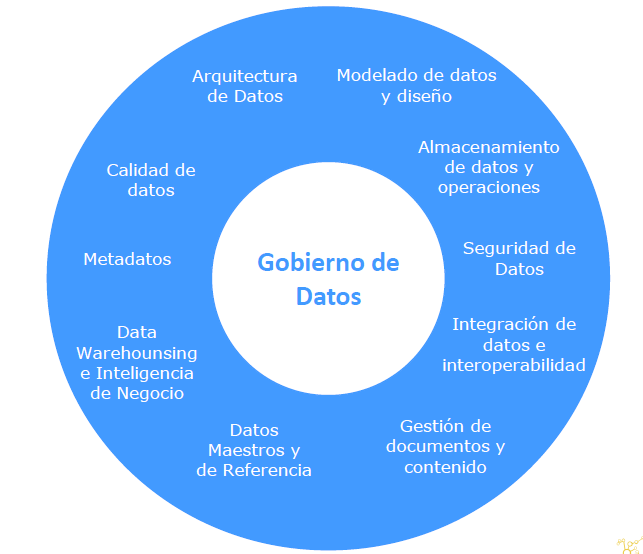 Arquitectura
de Datos
Modelado de datos
y diseño
Almacenamiento
de datos y
operaciones
Seguridad de
Datos
Integración de
datos e
interoperabilidad
Gestión de
documentos y
contenido
Datos
Maestros y
de Referencia
Data
Warehounsing
e Inteligencia
de Negocio
Metadatos
Calidad de
datos
Gobierno de
Datos